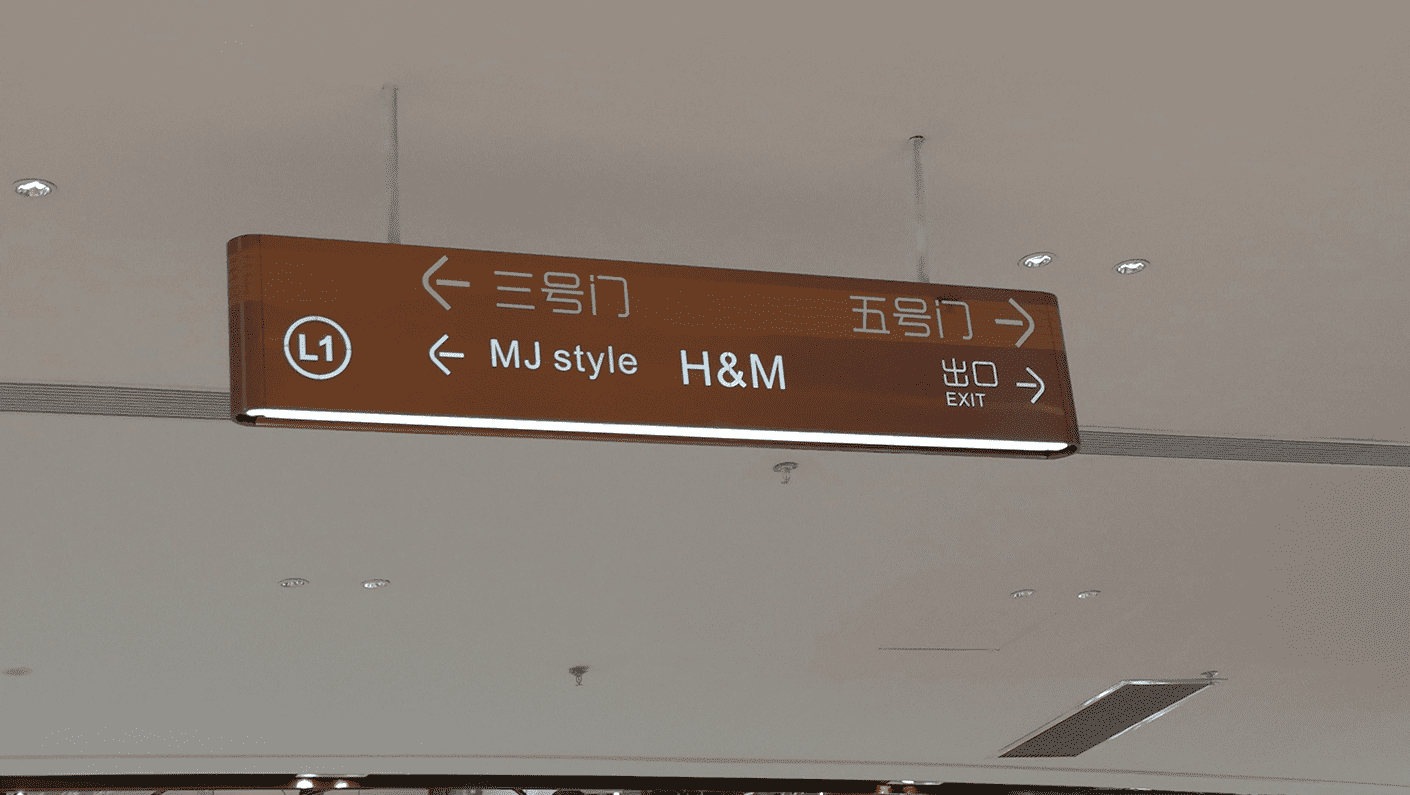 ← 三号门
五号门 →
L1
← MJ style H&M
出口 →
EXIT